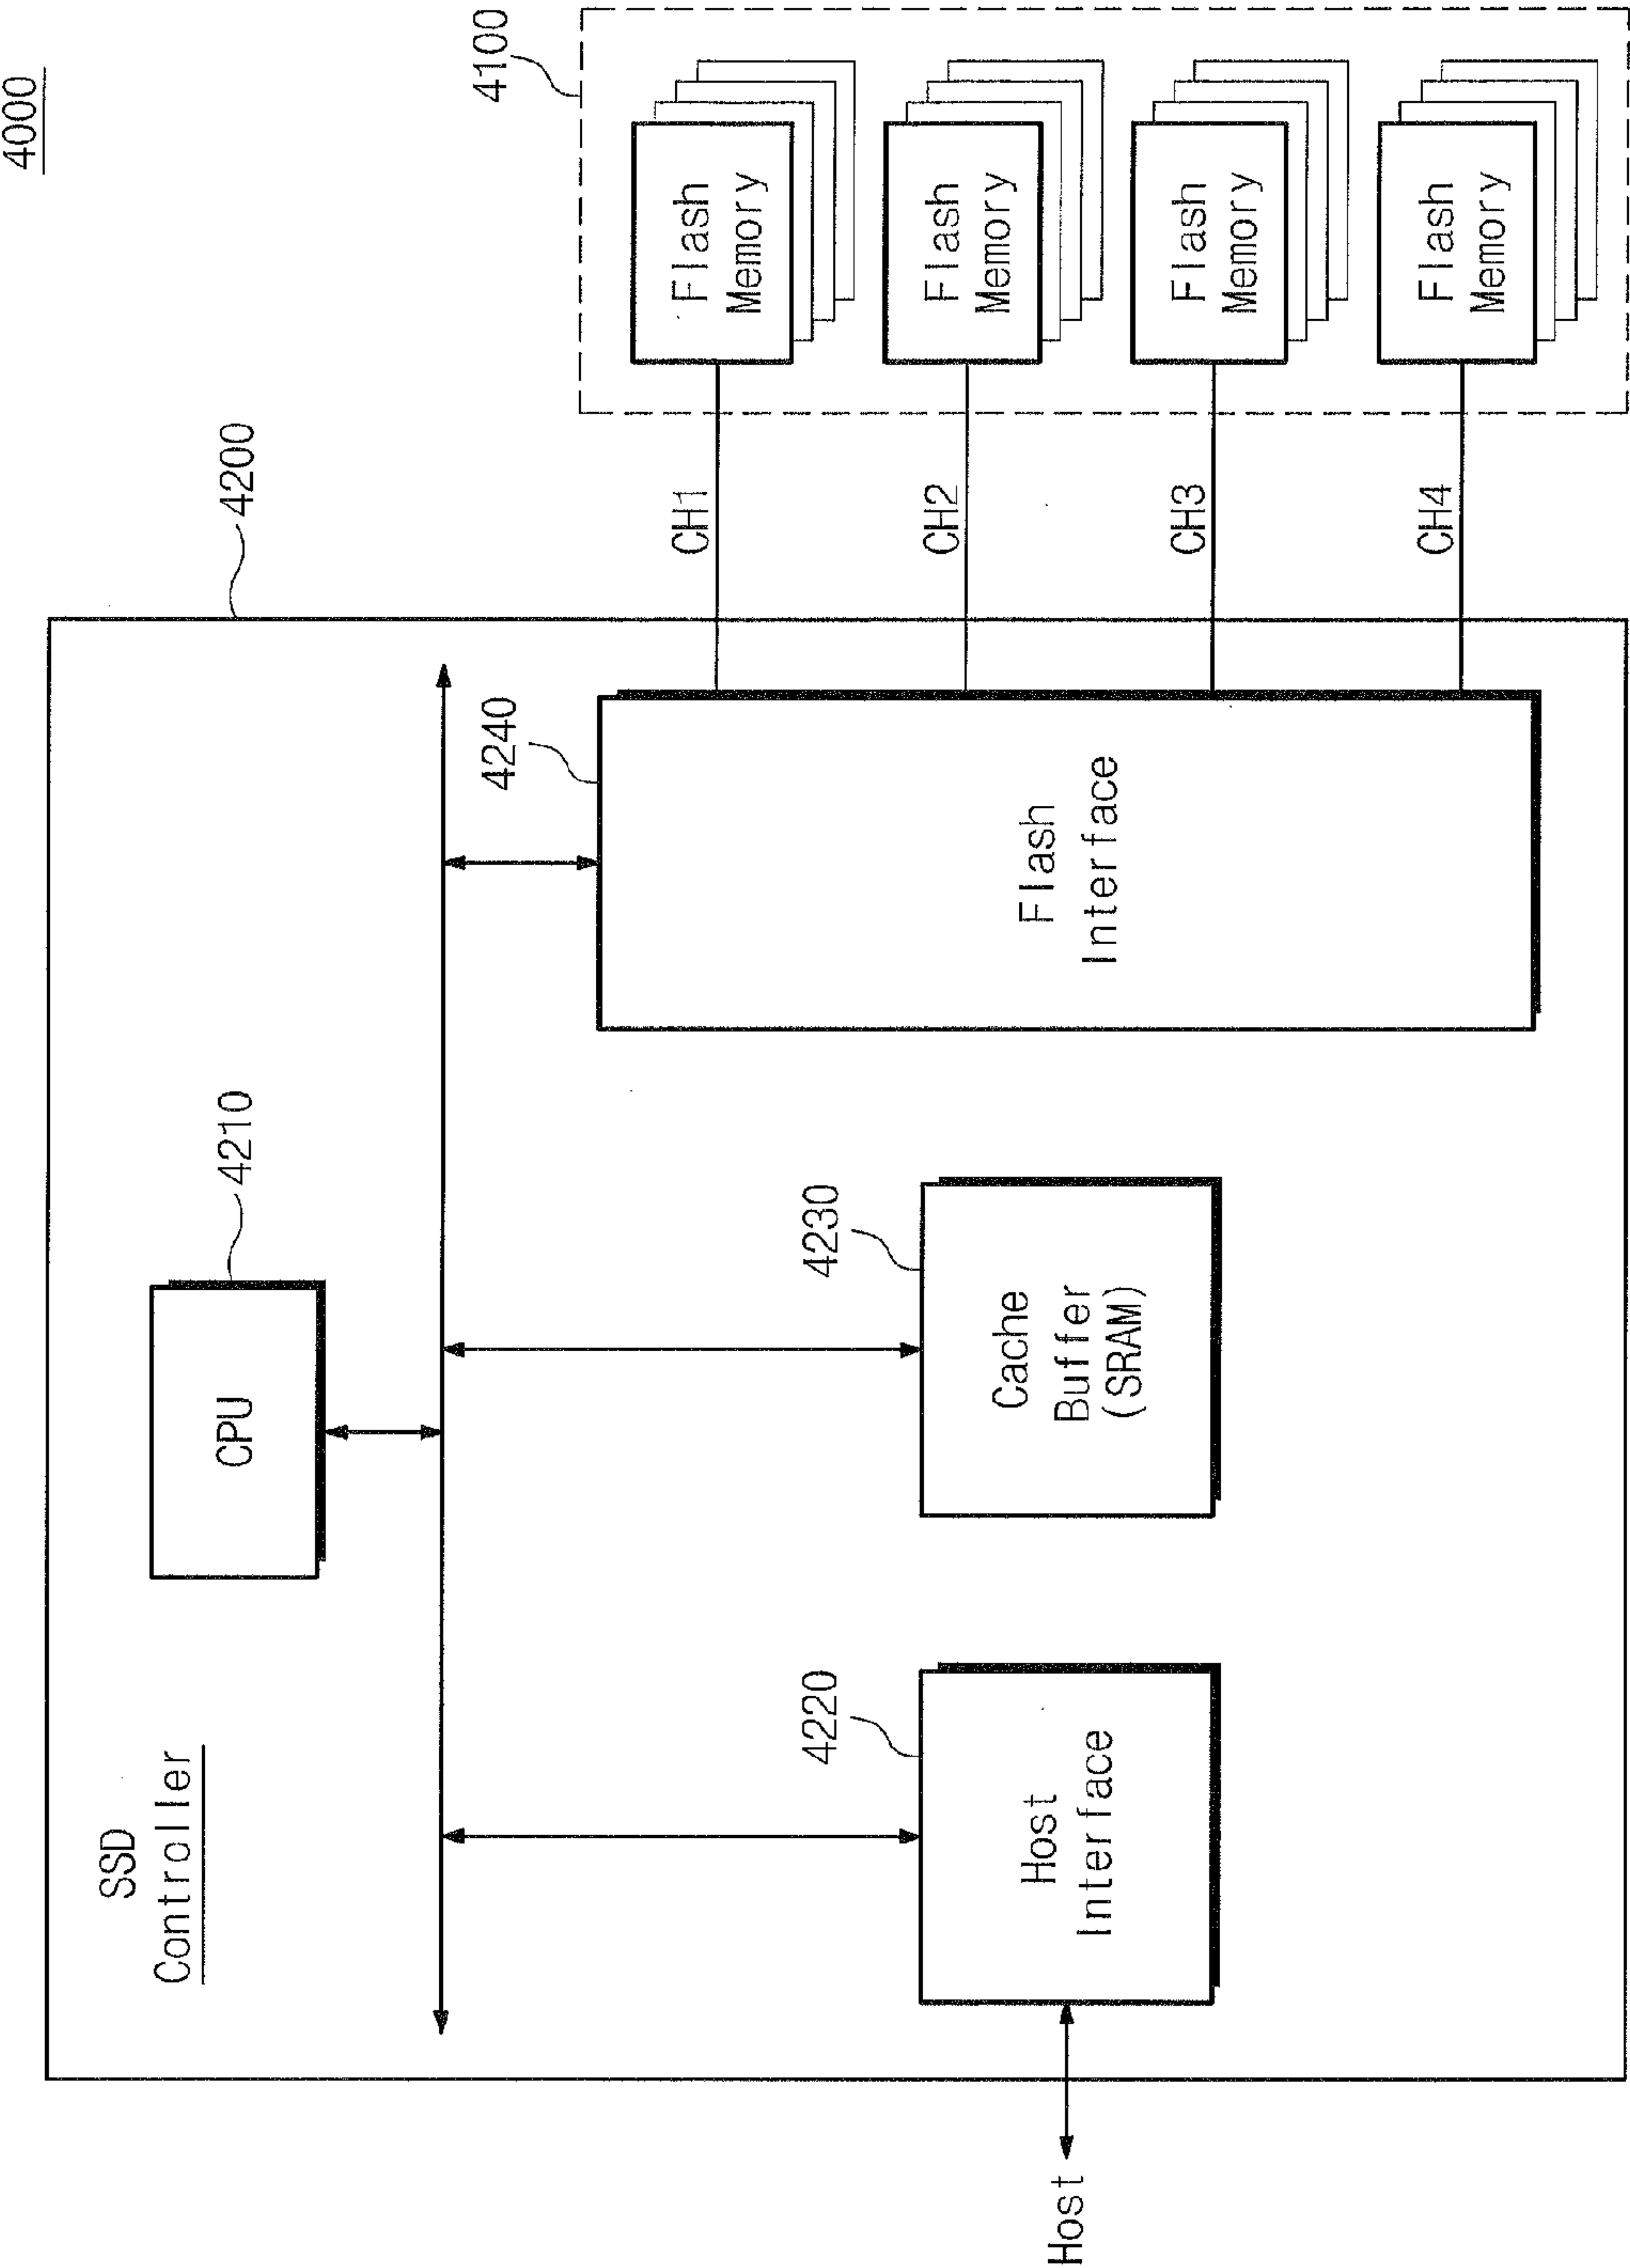 4000
SSD
Controller
CPU
4210
4200
4100
4240
CH1
Flash
Memory
4220
4230
CH2
Flash
Memory
Host
Host
Interface
Cache
Buffer
(SRAM)
Flash
Interface
CH3
Flash
Memory
CH4
Flash
Memory